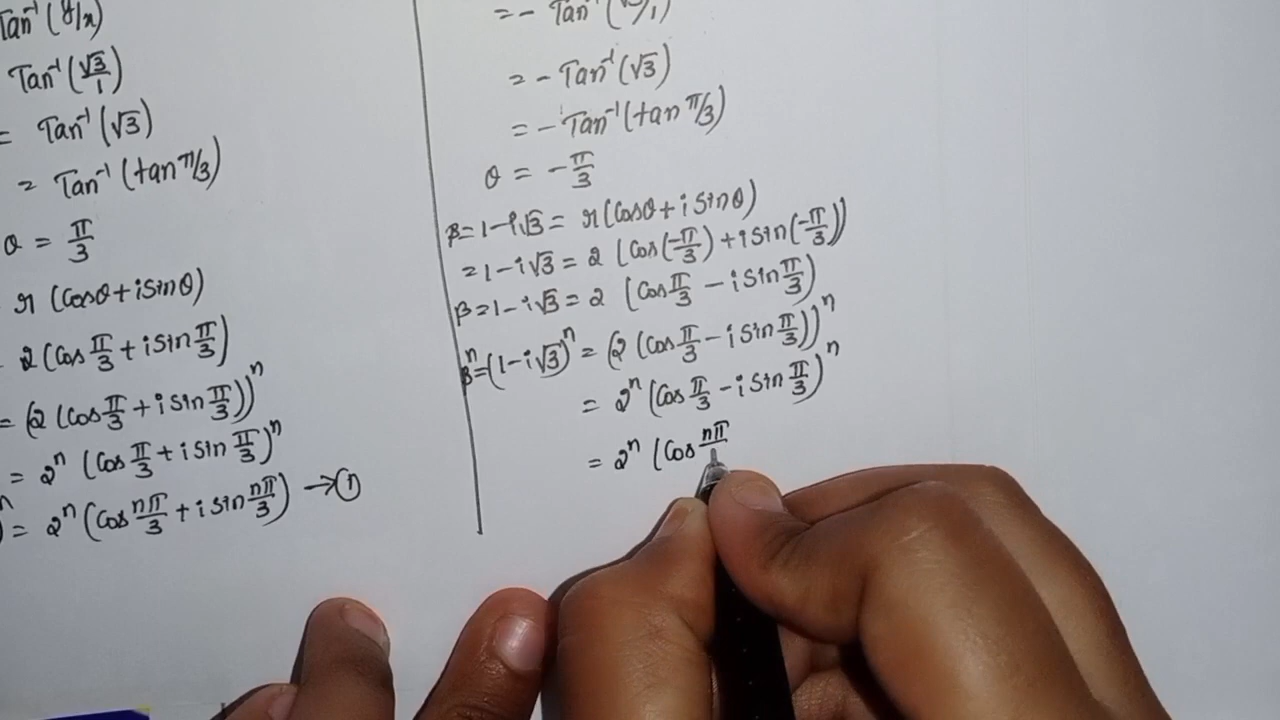 Tan⁻¹(y/x)
Tan⁻¹(√3/1)
= Tan⁻¹(√3)
= Tan⁻¹(tan π/3)
θ = π/3
r (Cosθ+iSinθ)
2(Cos π/3 + iSin π/3)
= (2 (Cos π/3 + i Sin π/3))ⁿ
= 2ⁿ (Cos π/3 + i Sin π/3)ⁿ
= 2ⁿ (Cos nπ/3 + i Sin nπ/3) → ①
= - Tan⁻¹(√3/1)
= - Tan⁻¹(√3)
= - Tan⁻¹(tan π/3)
θ = -π/3
β=1-i√3 = r(Cosθ+i Sinθ)
=1-i√3 = 2 (Cos(-π/3)+iSin(-π/3))
β=1-i√3= 2 (Cos π/3 - iSin π/3)
βⁿ=(1-i√3)ⁿ = (2 (Cos π/3 - i Sin π/3))ⁿ
= 2ⁿ (Cos π/3 - i Sin π/3)ⁿ
= 2ⁿ (Cos nπ